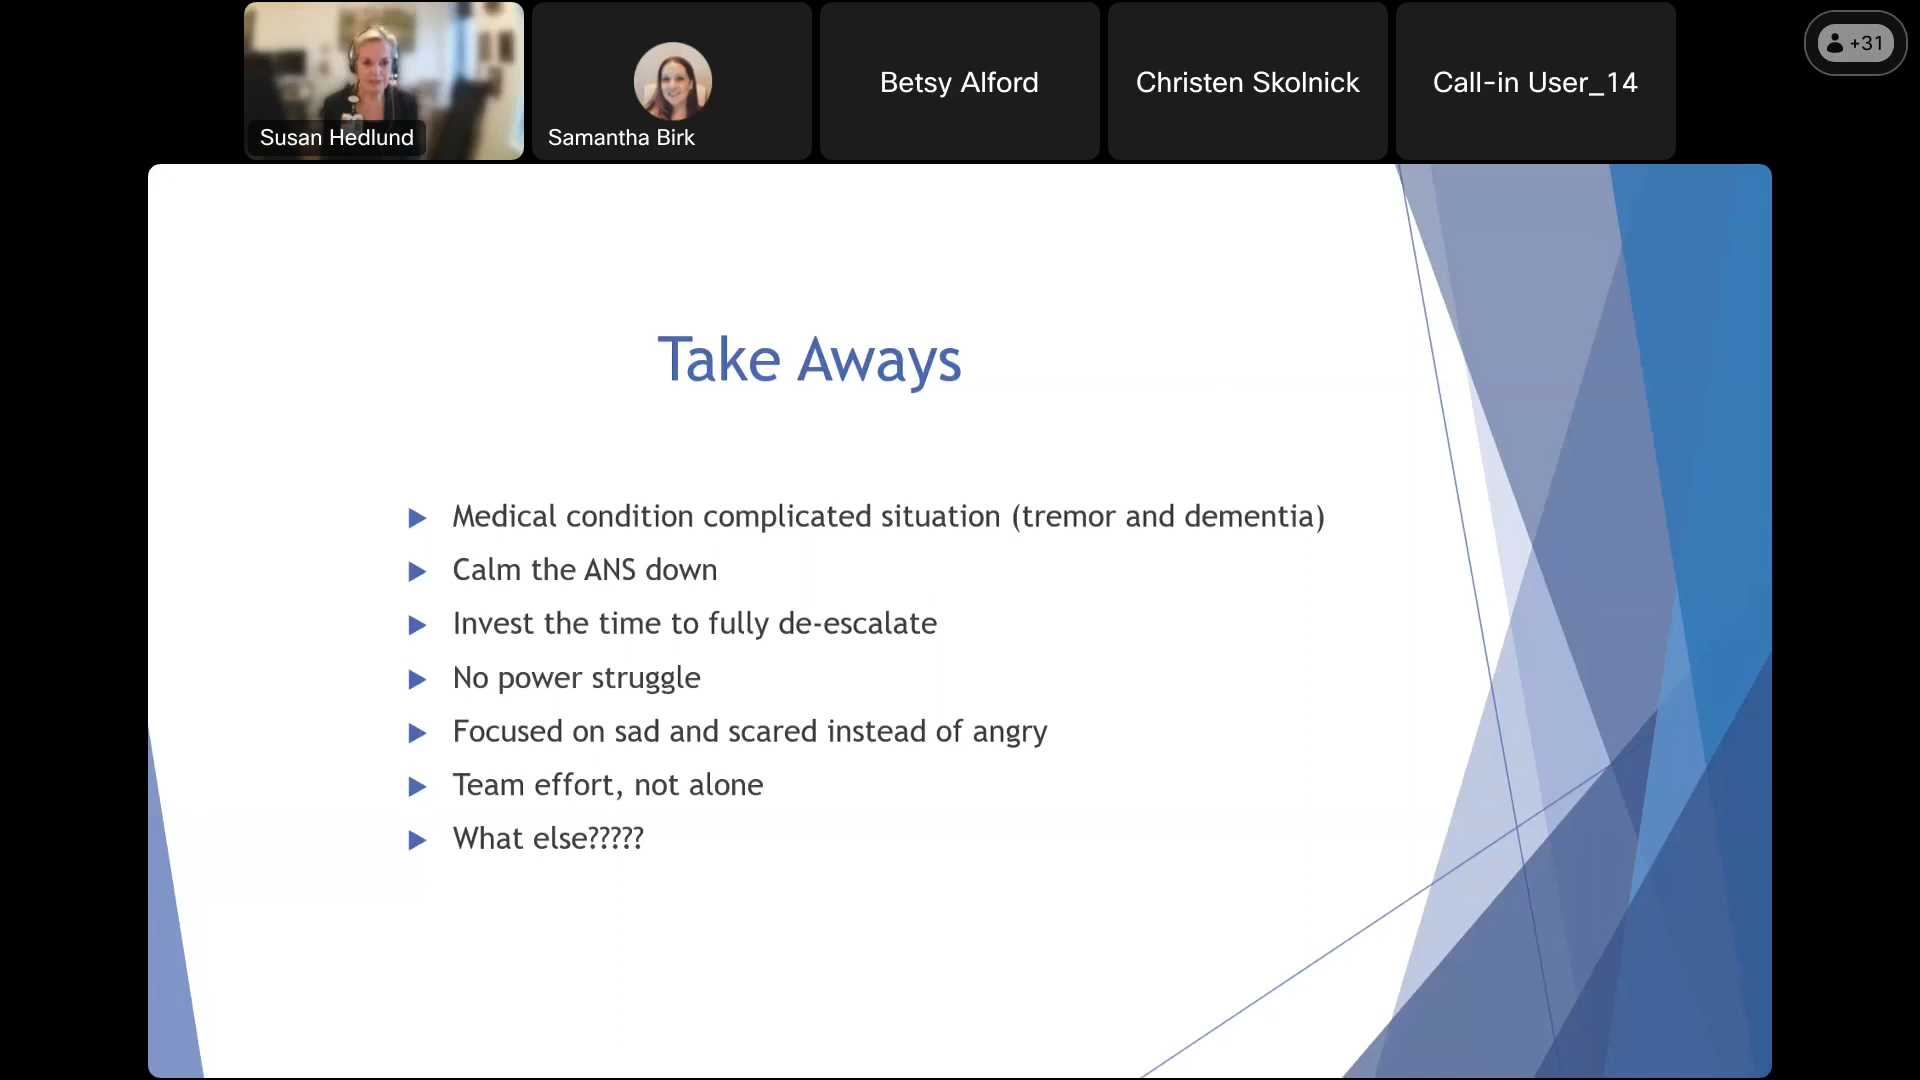 Susan Hedlund
Samantha Birk
Betsy Alford
Christen Skolnick
Call-in User_14
+31
Take Aways
Medical condition complicated situation (tremor and dementia)
Calm the ANS down
Invest the time to fully de-escalate
No power struggle
Focused on sad and scared instead of angry
Team effort, not alone
What else?????